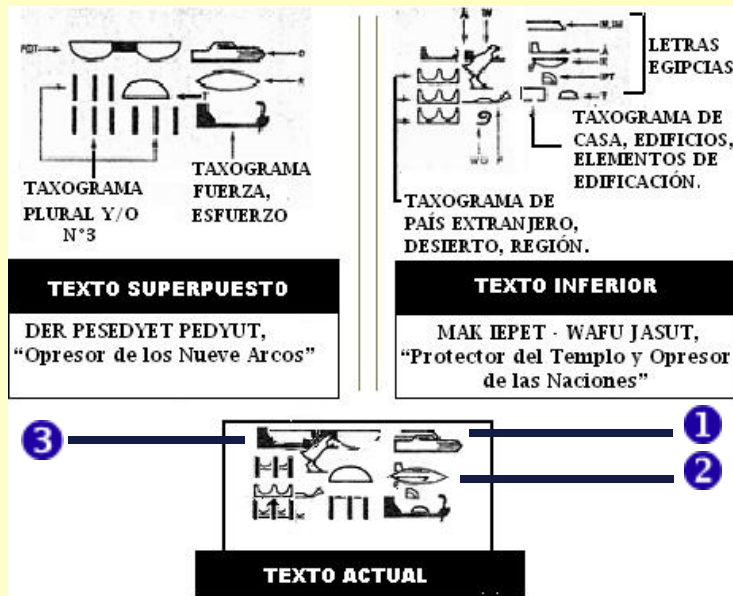 PDT
D
R
T
TAXOGRAMA
PLURAL Y/O
N°3
TAXOGRAMA
FUERZA,
ESFUERZO
TEXTO SUPERPUESTO
DER PESEDYET PEDYUT,
“Opresor de los Nueve Arcos”
W
M
A
K
IPT
T
LETRAS
EGIPCIAS
TAXOGRAMA DE
CASA, EDIFICIOS,
ELEMENTOS DE
EDIFICACIÓN.
TAXOGRAMA DE
PAÍS EXTRANJERO,
DESIERTO, REGIÓN.
TEXTO INFERIOR
MAK IEPET - WAFU JASUT,
“Protector del Templo y Opresor
de las Naciones”
3
1
2
TEXTO ACTUAL